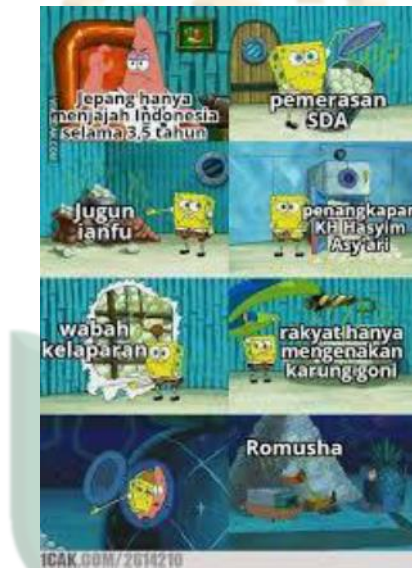 Jepang hanya
menjajah Indonesia
selama 3,5 tahun
pemerasan
SDA
Jugun
ianfu
penangkapan
KH Hasyim
Asy'ari
wabah
kelaparan
rakyat hanya
mengenakan
karung goni
Romusha
1CAK.COM/2614210